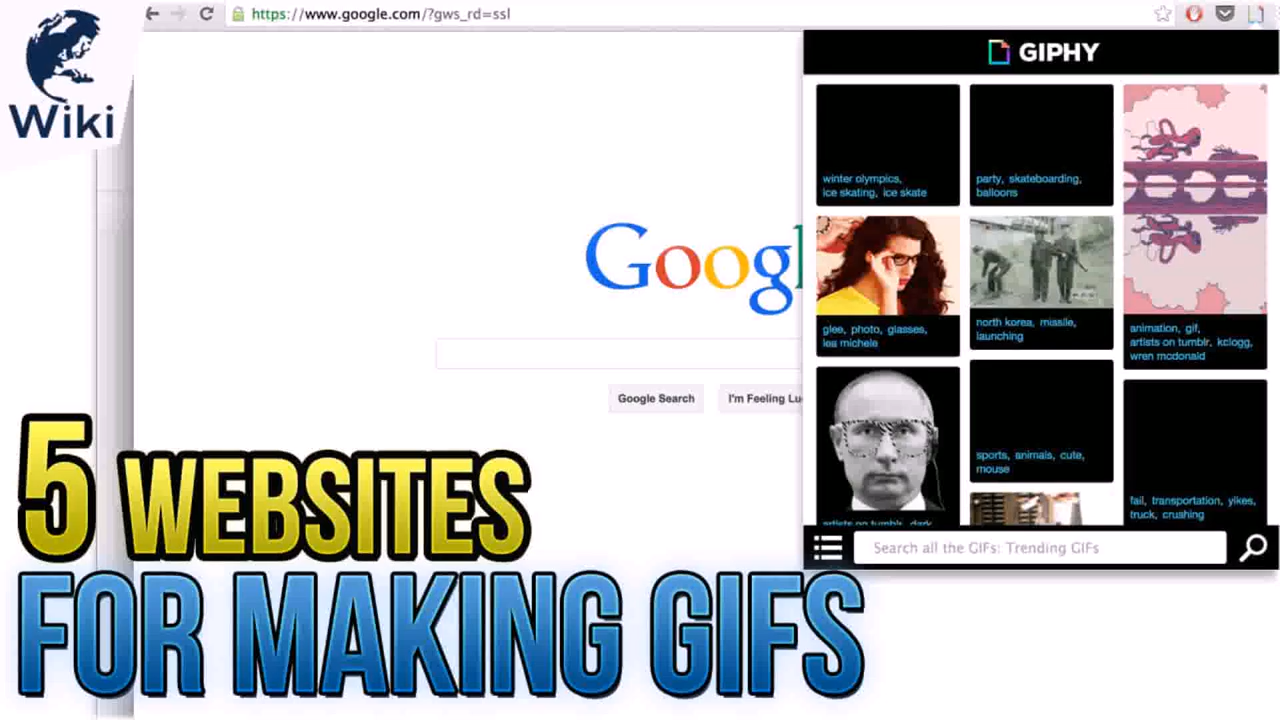 https://www.google.com/?gws_rd=ssl
Wiki
GIPHY
winter olympics,
ice skating, ice skate
party, skateboarding,
balloons
Google
glee, photo, glasses,
lea michele
north korea, missile,
launching
animation, gif,
artists on tumblr, kclogg,
wren mcdonald
Google Search
I'm Feeling Luc
sports, animals, cute,
mouse
artists on tumblr, dark
fail, transportation, yikes,
truck, crushing
Search all the GIFs: Trending GIFs
5 WEBSITES
FOR MAKING GIFS